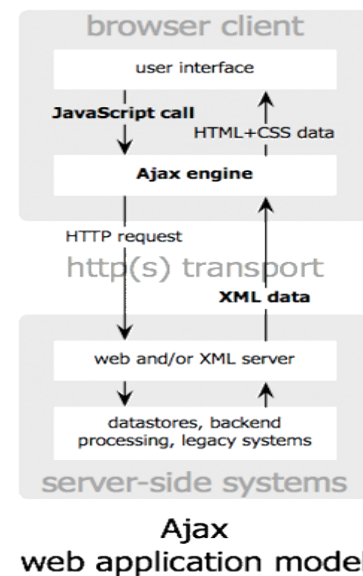 browser client
user interface
JavaScript call
HTML+CSS data
Ajax engine
HTTP request
http(s) transport
XML data
web and/or XML server
datastores, backend
processing, legacy systems
server-side systems
Ajax
web application model